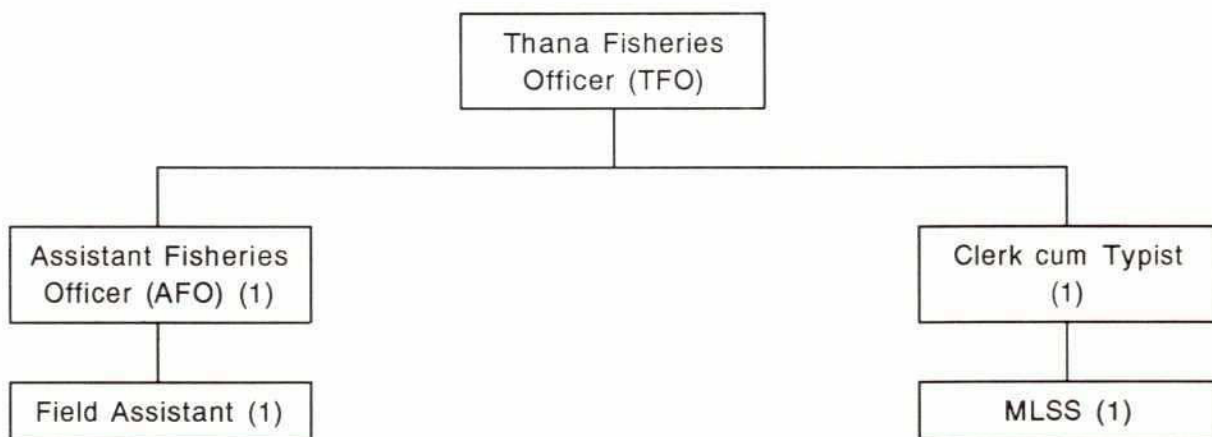 Thana Fisheries
Officer (TFO)
Assistant Fisheries
Officer (AFO) (1)
Clerk cum Typist
(1)
Field Assistant (1)
MLSS (1)